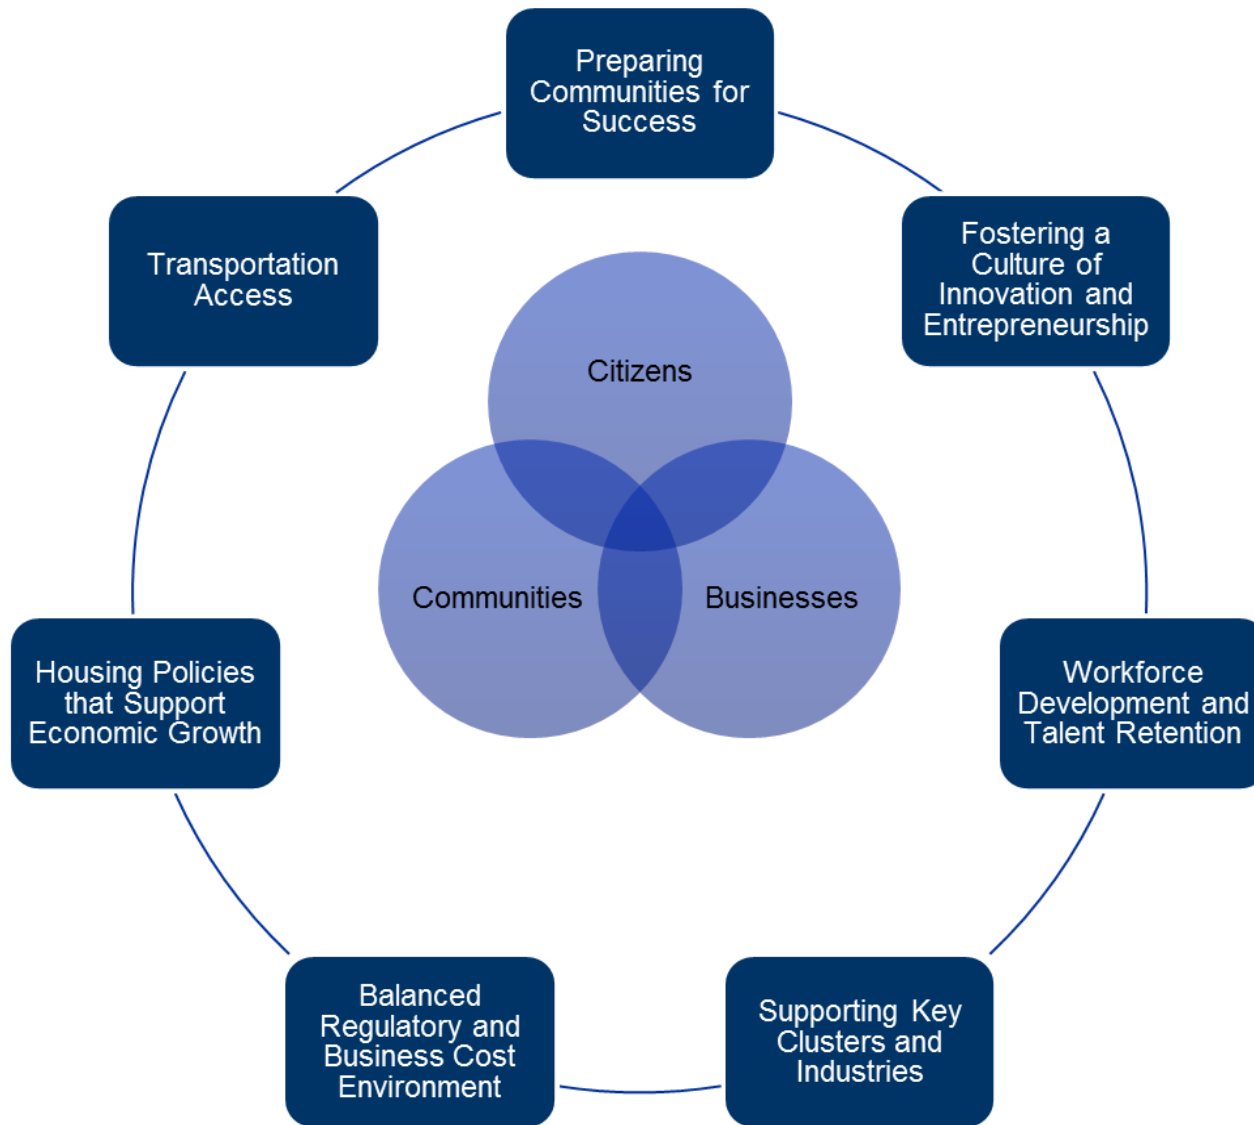 Preparing
Communities for
Success
Transportation
Access
Fostering a
Culture of
Innovation and
Entrepreneurship
Citizens
Communities
Businesses
Housing Policies
that Support
Economic Growth
Workforce
Development and
Talent Retention
Balanced
Regulatory and
Business Cost
Environment
Supporting Key
Clusters and
Industries